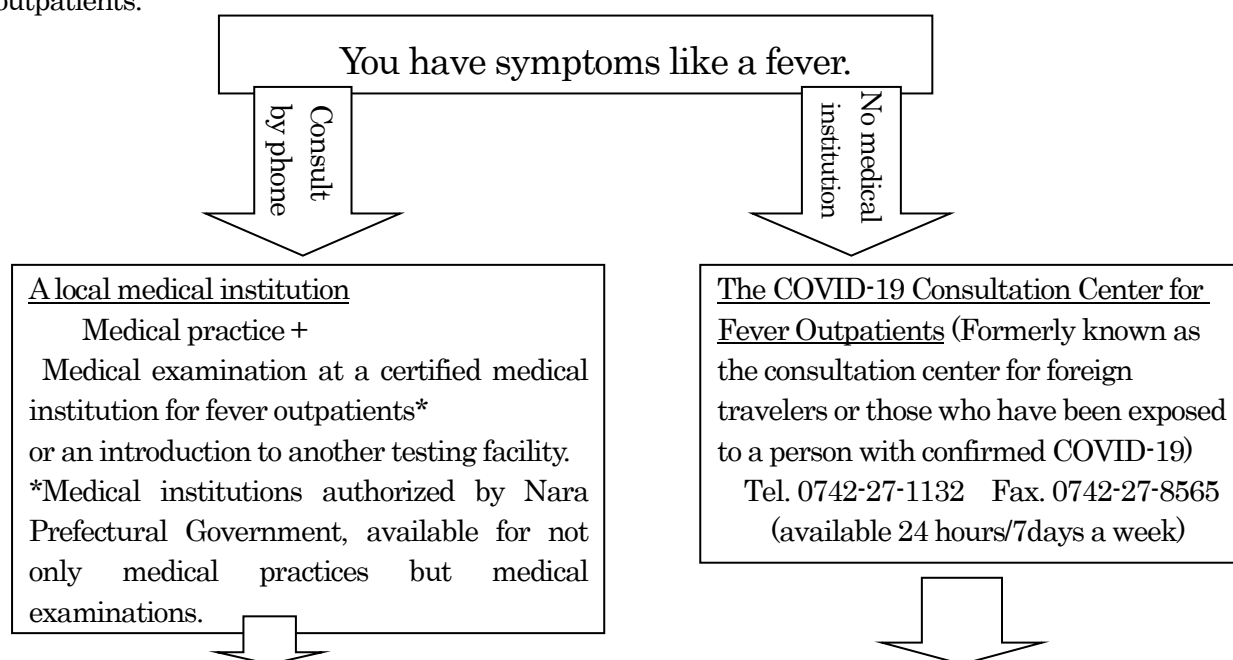 outpatients.
You have symptoms like a fever.
Consult
by phone
No medical
institution
A local medical institution
Medical practice +
Medical examination at a certified medical
institution for fever outpatients*
or an introduction to another testing facility.
*Medical institutions authorized by Nara
Prefectural Government, available for not
only medical practices but medical
examinations.
The COVID-19 Consultation Center for
Fever Outpatients (Formerly known as
the consultation center for foreign
travelers or those who have been exposed
to a person with confirmed COVID-19)
Tel. 0742-27-1132 Fax. 0742-27-8565
(available 24 hours/7days a week)